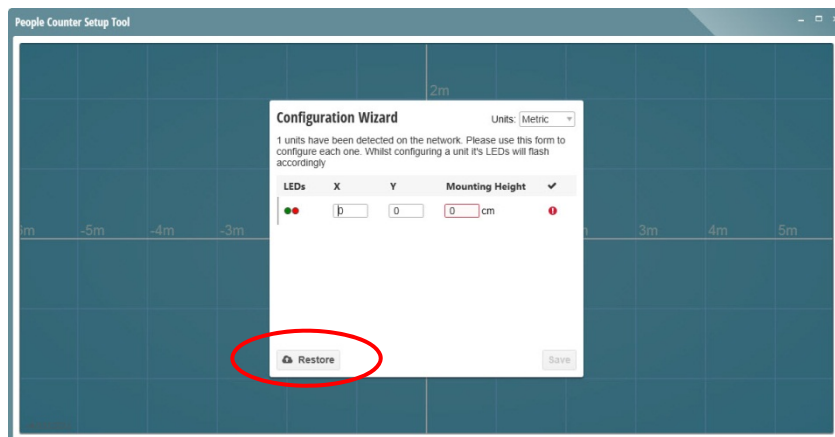 People Counter Setup Tool
2m
Configuration Wizard
Units: Metric
1 units have been detected on the network. Please use this form to
configure each one. Whilst configuring a unit it's LEDs will flash
accordingly
LEDs X Y Mounting Height
0 0 0 cm
-5m -4m -3m 3m 4m 5m
Restore
Save